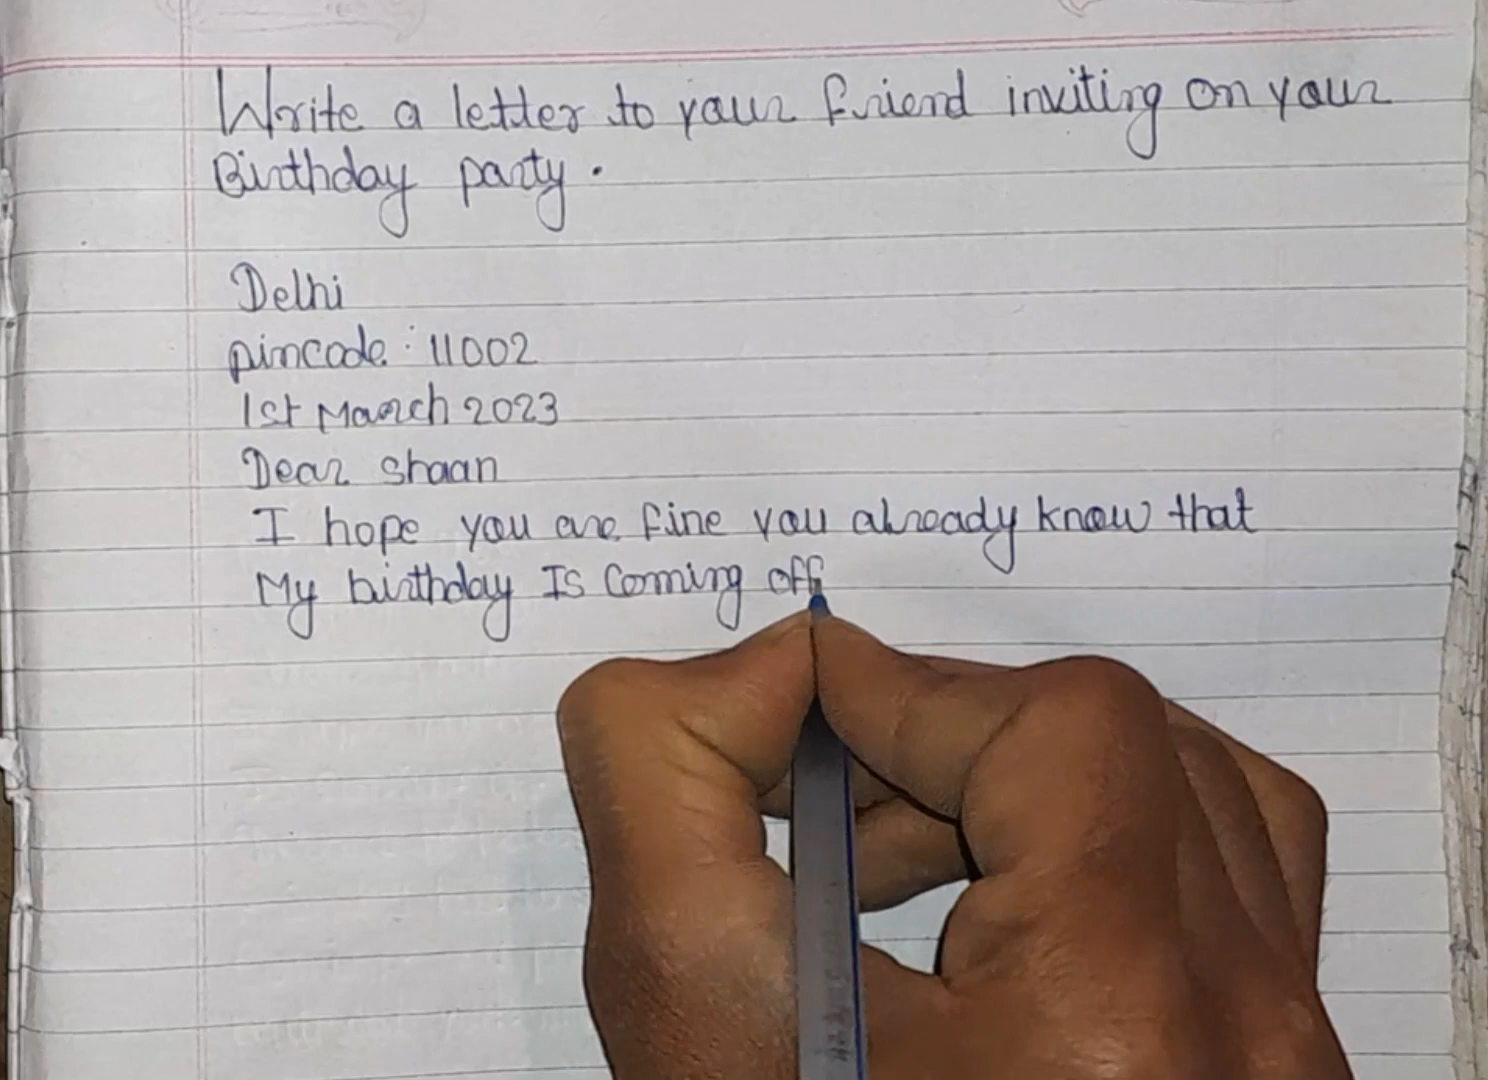 Write a letter to your friend inviting on your
Birthday party.
Delhi
pincode: 11002
1st March 2023
Dear shaan
I hope you are fine you already know that
My birthday Is Coming off